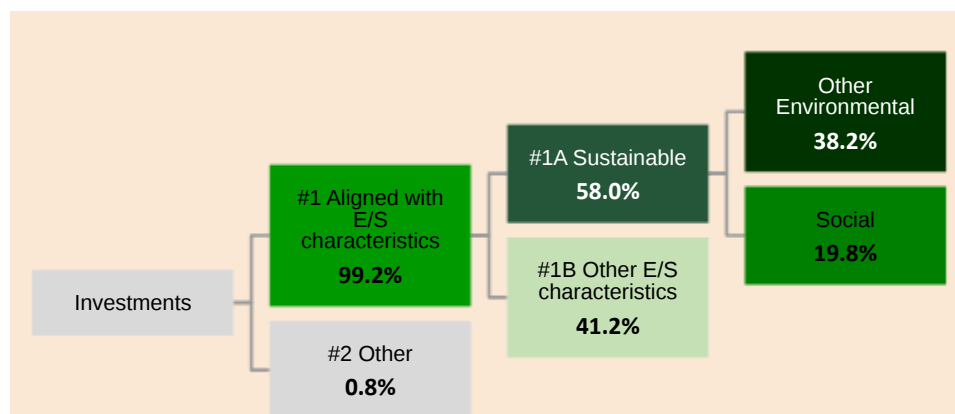 Investments
#1 Aligned with
E/S
characteristics
99.2%
#2 Other
0.8%
#1A Sustainable
58.0%
#1B Other E/S
characteristics
41.2%
Other
Environmental
38.2%
Social
19.8%